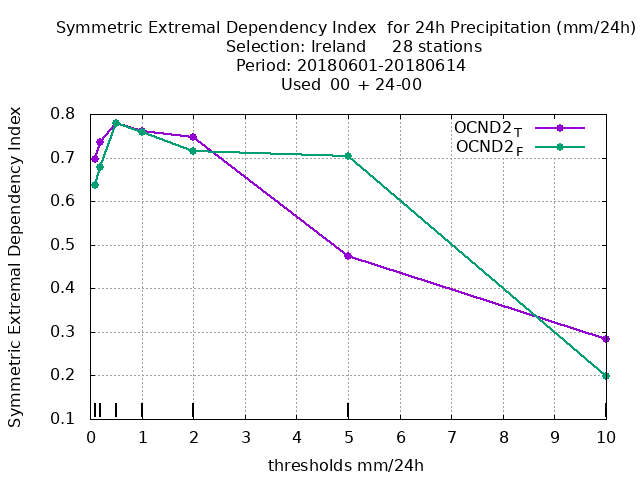 Symmetric Extremal Dependency Index  for 24h Precipitation (mm/24h)
Selection: Ireland     28 stations
Period: 20180601-20180614
Used  00 + 24-00
Symmetric Extremal Dependency Index
0.8
0.7
0.6
0.5
0.4
0.3
0.2
0.1
OCND2T
OCND2F
0 1 2 3 4 5 6 7 8 9 10
thresholds mm/24h